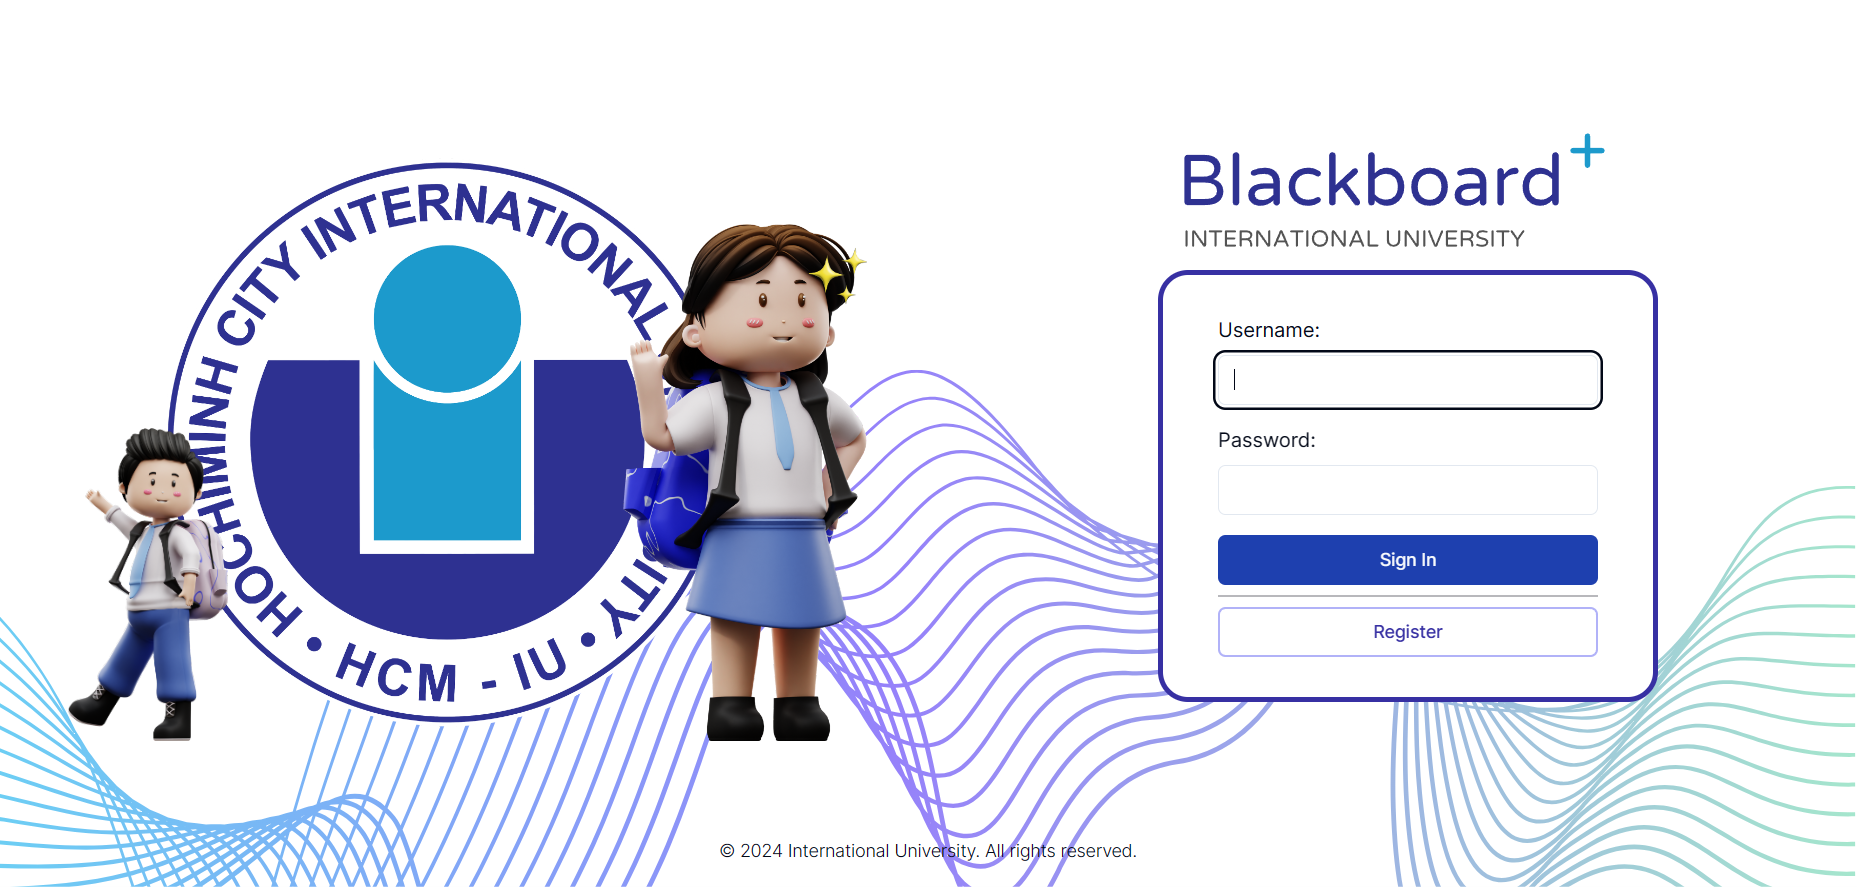 HOCHIMINH CITY INTERNATIONAL
ITY • HCM - IU •
Blackboard+
INTERNATIONAL UNIVERSITY
Username:
Password:
Sign In
Register
© 2024 International University. All rights reserved.